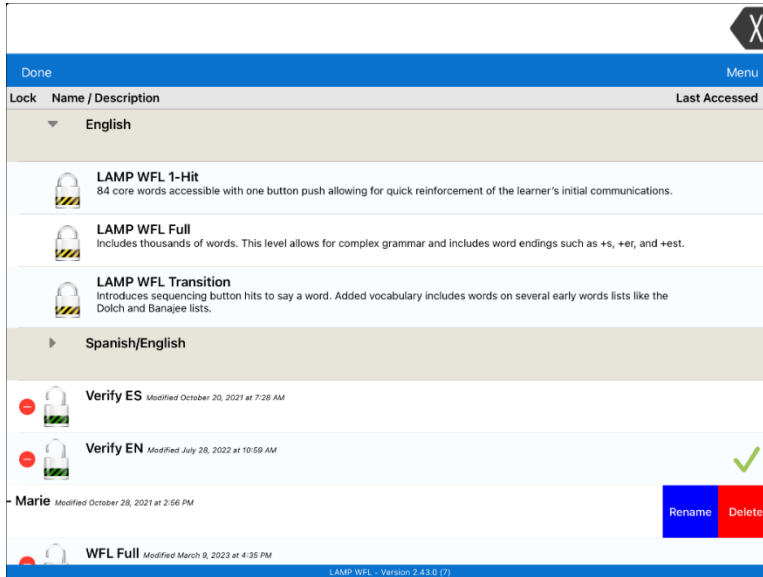 X
Done Menu
Lock Name / Description Last Accessed
English
LAMP WFL 1-Hit
84 core words accessible with one button push allowing for quick reinforcement of the learner's initial communications.
LAMP WFL Full
Includes thousands of words. This level allows for complex grammar and includes word endings such as +s, +er, and +est.
LAMP WFL Transition
Introduces sequencing button hits to say a word. Added vocabulary includes words on several early words lists like the
Dolch and Banajee lists.
Spanish/English
Verify ES Modified October 20, 2021 at 7:28 AM
Verify EN Modified July 28, 2022 at 10:59 AM
- Marie Modified October 28, 2021 at 2:56 PM
Rename Delete
WFL Full Modified March 9, 2023 at 4:35 PM
LAMP WFL - Version 2.43.0 (7)